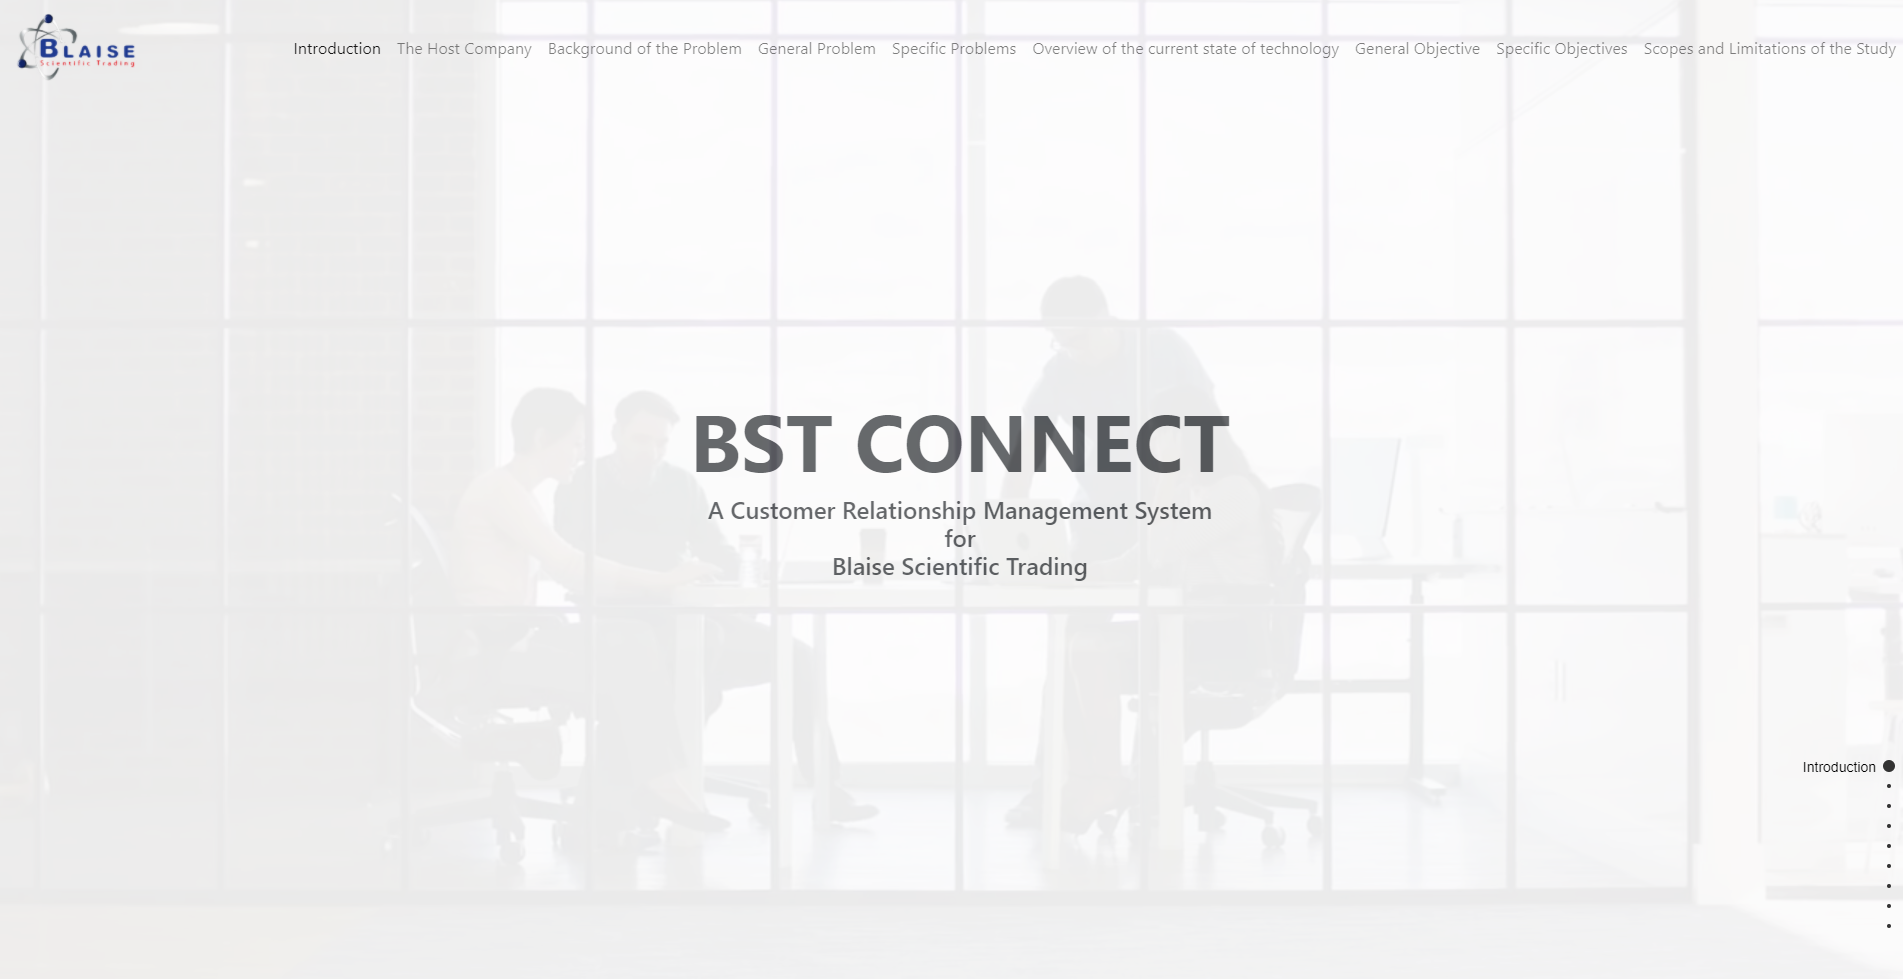 BLAISE
Scientific Trading
Introduction The Host Company Background of the Problem General Problem Specific Problems Overview of the current state of technology General Objective Specific Objectives Scopes and Limitations of the Study
BST CONNECT
A Customer Relationship Management System
for
Blaise Scientific Trading
Introduction